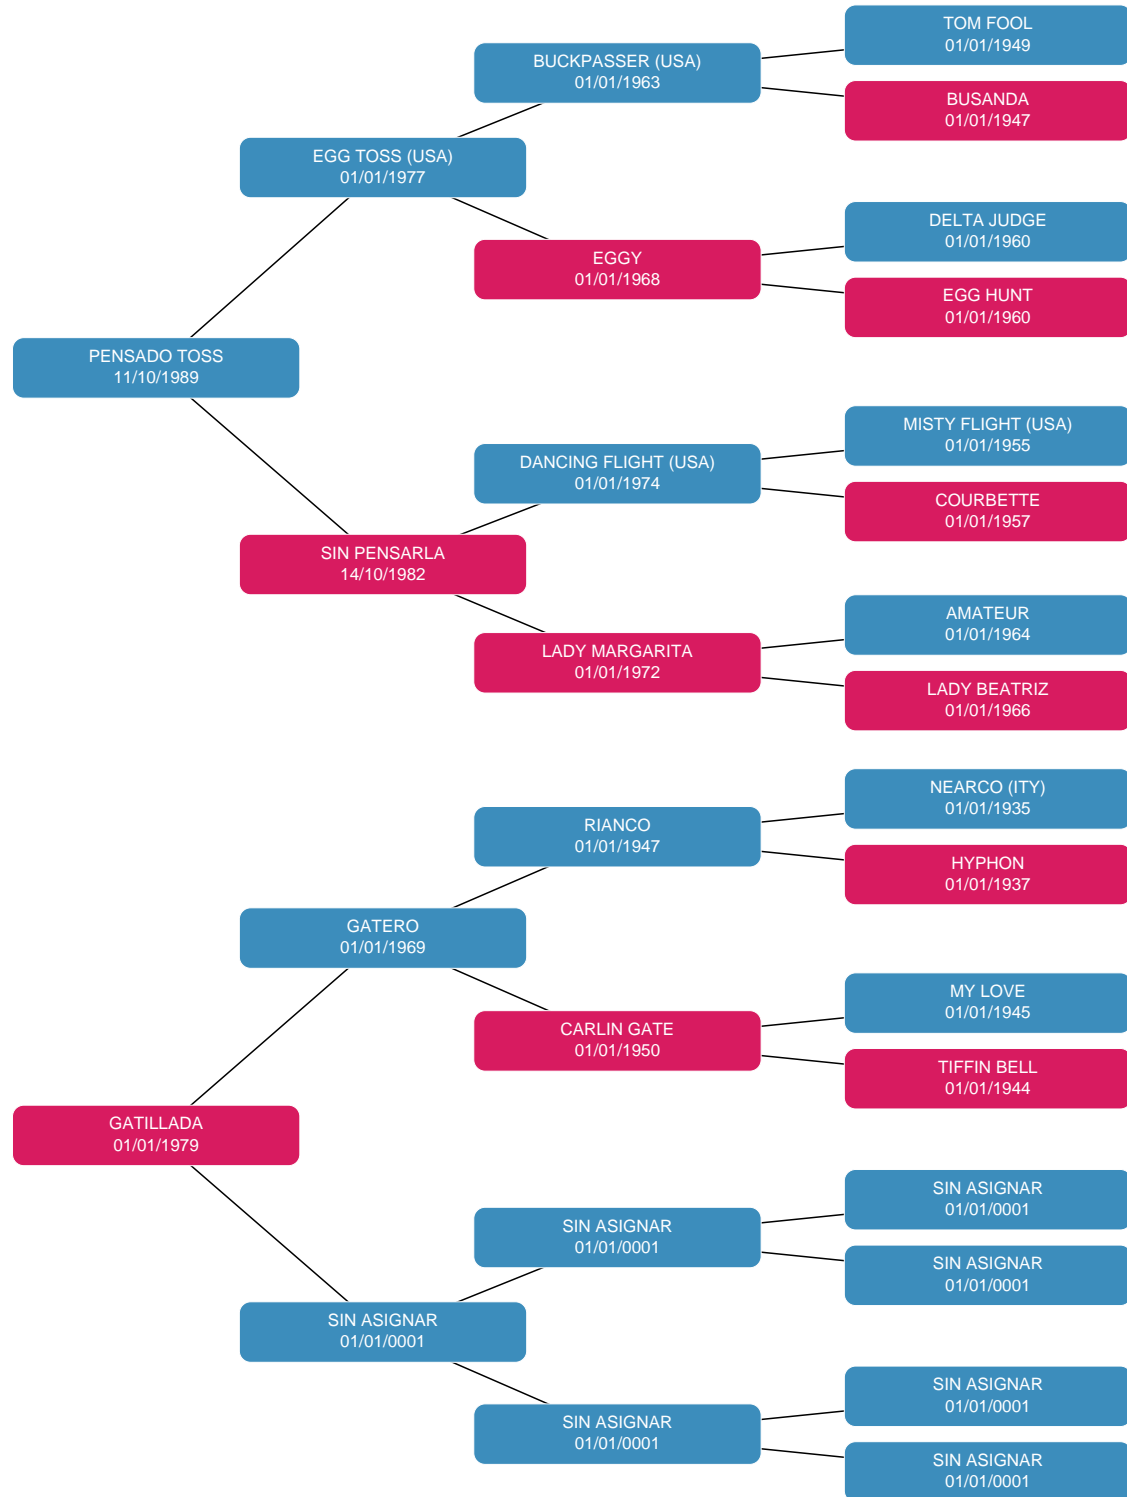 TOM FOOL
01/01/1949
BUCKPASSER (USA)
01/01/1963
BUSANDA
01/01/1947
EGG TOSS (USA)
01/01/1977
DELTA JUDGE
01/01/1960
EGGY
01/01/1968
EGG HUNT
01/01/1960
PENSADO TOSS
11/10/1989
MISTY FLIGHT (USA)
01/01/1955
DANCING FLIGHT (USA)
01/01/1974
COURBETTE
01/01/1957
SIN PENSARLA
14/10/1982
AMATEUR
01/01/1964
LADY MARGARITA
01/01/1972
LADY BEATRIZ
01/01/1966
NEARCO (ITY)
01/01/1935
RIANCO
01/01/1947
HYPHON
01/01/1937
GATERO
01/01/1969
MY LOVE
01/01/1945
CARLIN GATE
01/01/1950
TIFFIN BELL
01/01/1944
GATILLADA
01/01/1979
SIN ASIGNAR
01/01/0001
SIN ASIGNAR
01/01/0001
SIN ASIGNAR
01/01/0001
SIN ASIGNAR
01/01/0001
SIN ASIGNAR
01/01/0001
SIN ASIGNAR
01/01/0001
SIN ASIGNAR
01/01/0001